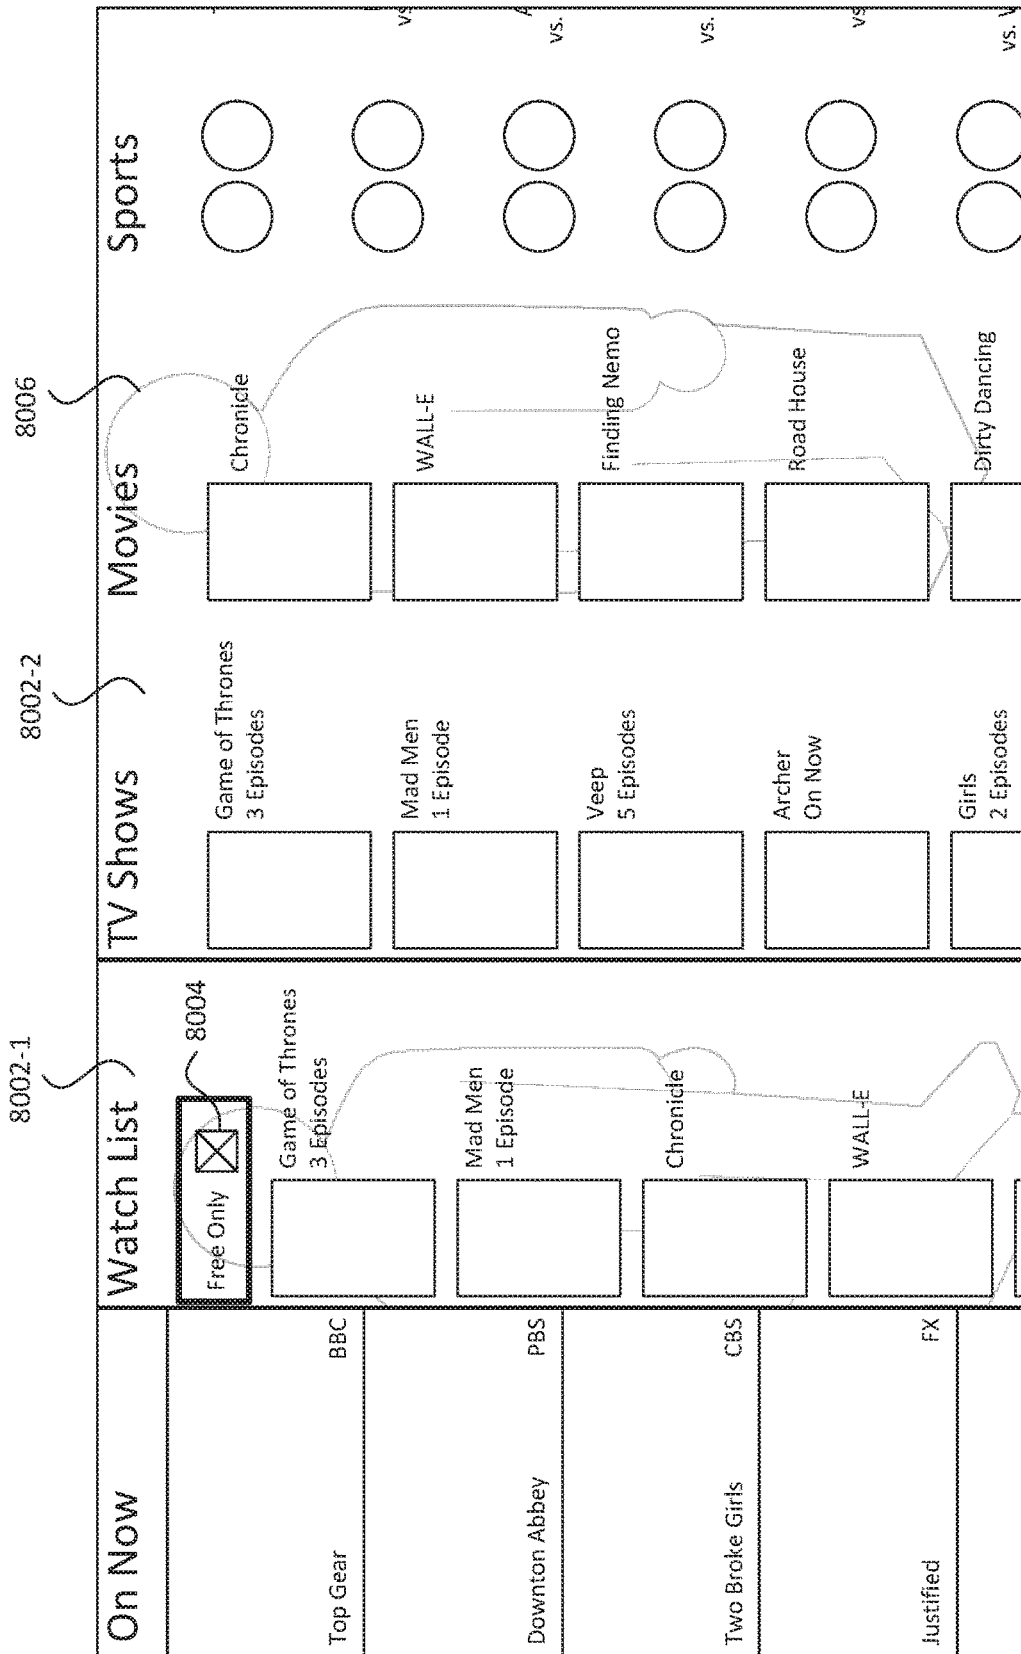 8002-1
8002-2
8006
On Now
Top Gear BBC
Downton Abbey PBS
Two Broke Girls CBS
Justified FX
Watch List
Free Only
8004
Game of Thrones
3 Episodes
Mad Men
1 Episode
Chronicle
WALL-E
TV Shows
Game of Thrones
3 Episodes
Mad Men
1 Episode
Veep
5 Episodes
Archer
On Now
Girls
2 Episodes
Movies
Chronicle
WALL-E
Finding Nemo
Road House
Dirty Dancing
Sports
vs
vs.
vs.
vs
vs.